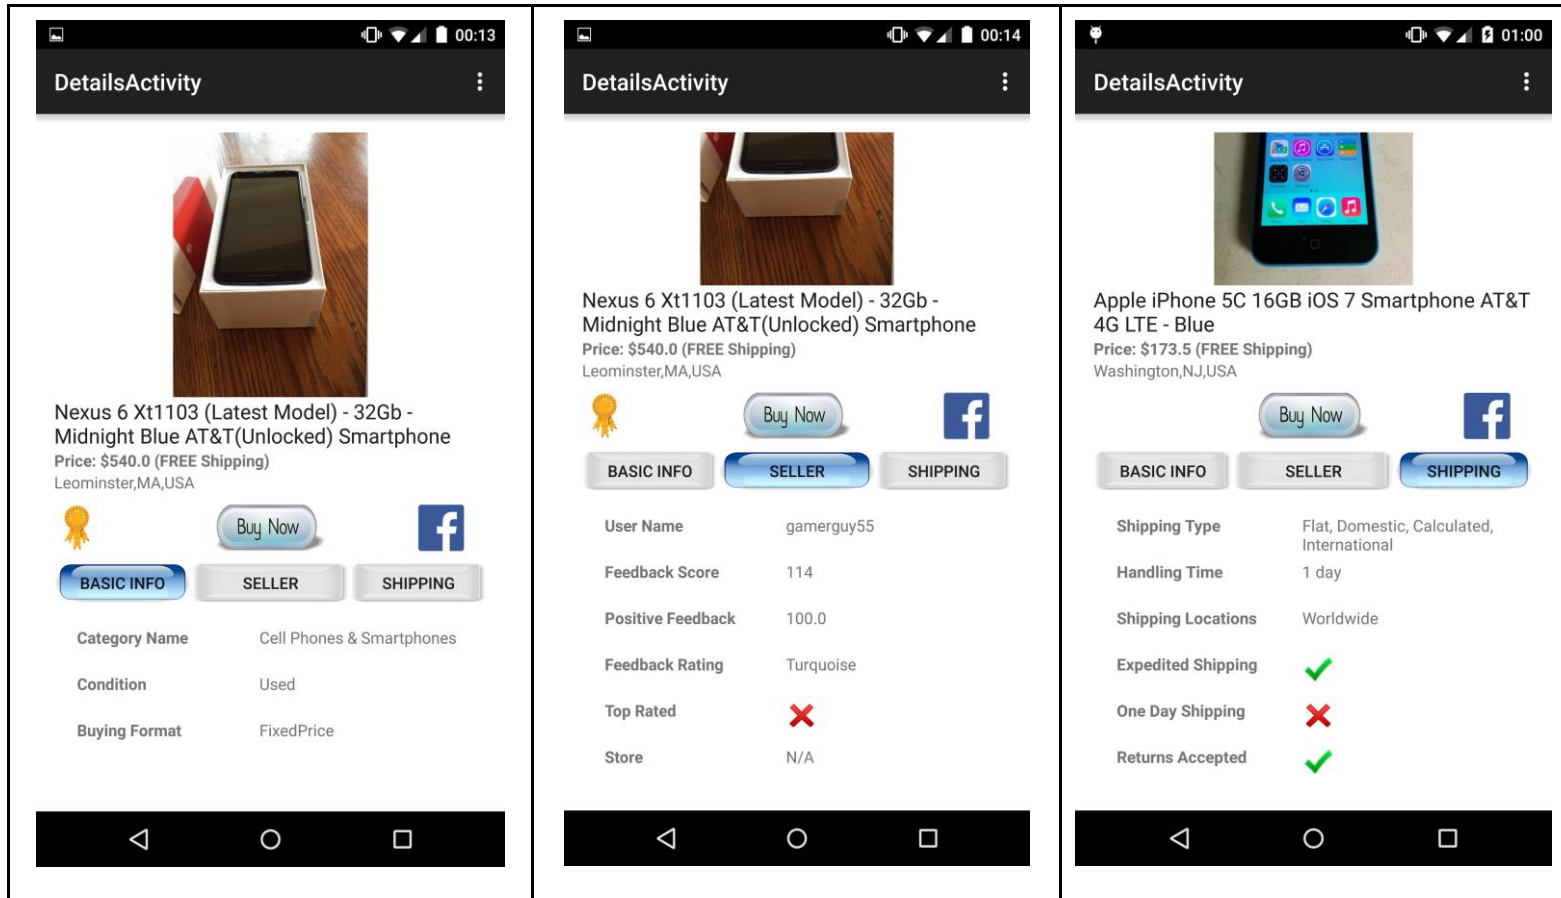 00:13
DetailsActivity
Nexus 6 Xt1103 (Latest Model) - 32Gb -
Midnight Blue AT&T(Unlocked) Smartphone
Price: $540.0 (FREE Shipping)
Leominster,MA,USA
Buy Now
BASIC INFO SELLER SHIPPING
Category Name Cell Phones & Smartphones
Condition Used
Buying Format FixedPrice
00:14
DetailsActivity
Nexus 6 Xt1103 (Latest Model) - 32Gb -
Midnight Blue AT&T(Unlocked) Smartphone
Price: $540.0 (FREE Shipping)
Leominster,MA,USA
Buy Now
BASIC INFO SELLER SHIPPING
User Name gamerguy55
Feedback Score 114
Positive Feedback 100.0
Feedback Rating Turquoise
Top Rated
Store N/A
01:00
DetailsActivity
Apple iPhone 5C 16GB iOS 7 Smartphone AT&T
4G LTE - Blue
Price: $173.5 (FREE Shipping)
Washington,NJ,USA
Buy Now
BASIC INFO SELLER SHIPPING
Shipping Type Flat, Domestic, Calculated,
International
Handling Time 1 day
Shipping Locations Worldwide
Expedited Shipping
One Day Shipping
Returns Accepted